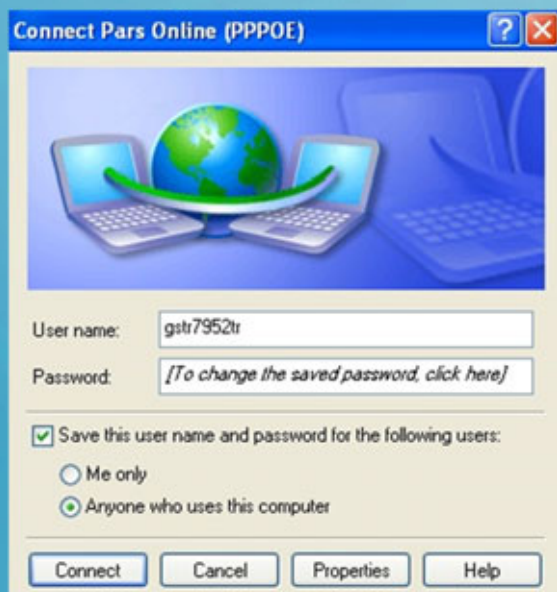 Connect Pars Online (PPPOE)
User name: gstr7952tr
Password: [To change the saved password, click here]
Save this user name and password for the following users:
Me only
Anyone who uses this computer
Connect Cancel Properties Help